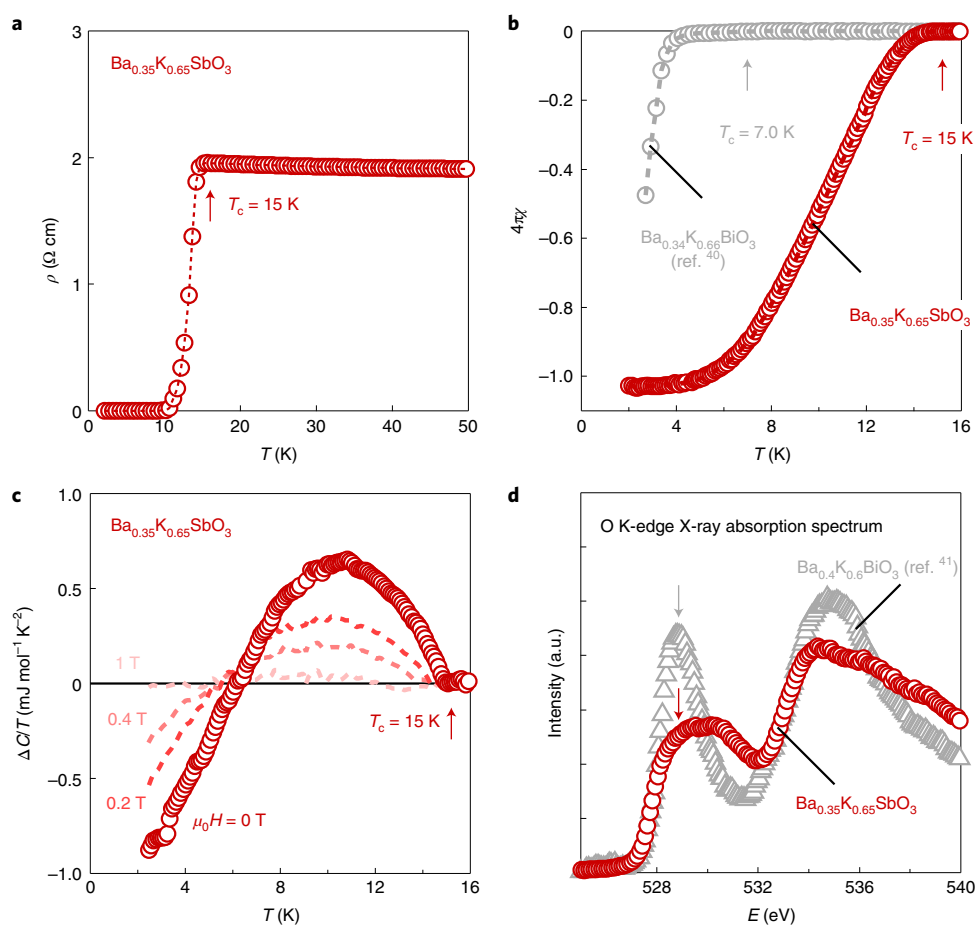 a
Ba0.35K0.65SbO3
3
2
1
0
ρ (Ω cm)
Tc = 15 K
0
10
20
30
40
50
T (K)
b
0
−0.2
−0.4
−0.6
−0.8
−1.0
4πχ
Tc = 7.0 K
Tc = 15 K
Ba0.34K0.66BiO3
(ref. 40)
Ba0.35K0.65SbO3
0
4
8
12
16
T (K)
c
Ba0.35K0.65SbO3
1.0
0.5
0
−0.5
−1.0
ΔC/T (mJ mol−1 K−2)
1 T
0.4 T
0.2 T
μ0H = 0 T
Tc = 15 K
0
4
8
12
16
T (K)
d
O K-edge X-ray absorption spectrum
Ba0.4K0.6BiO3 (ref. 41)
Intensity (a.u.)
Ba0.35K0.65SbO3
528
532
536
540
E (eV)